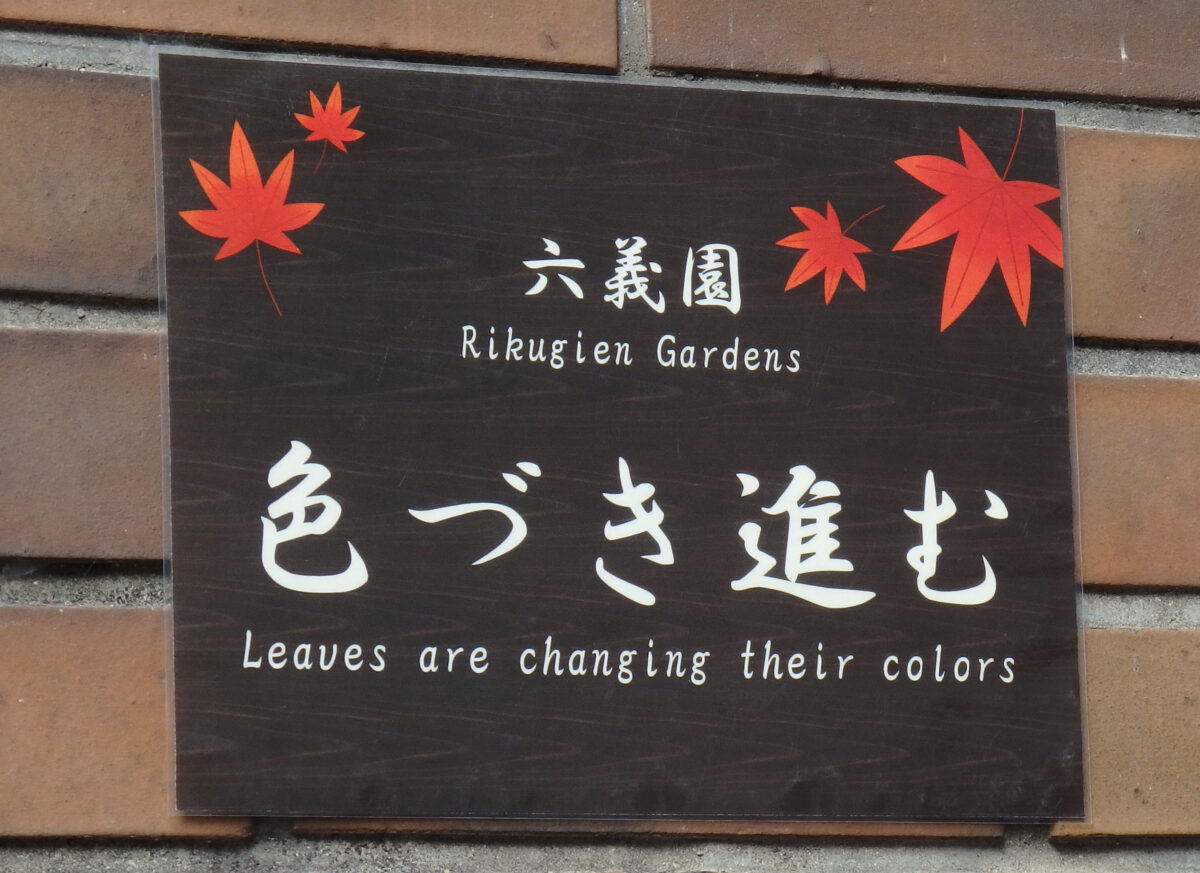 六義園
Rikugien Gardens
色づき進む
Leaves are changing their colors